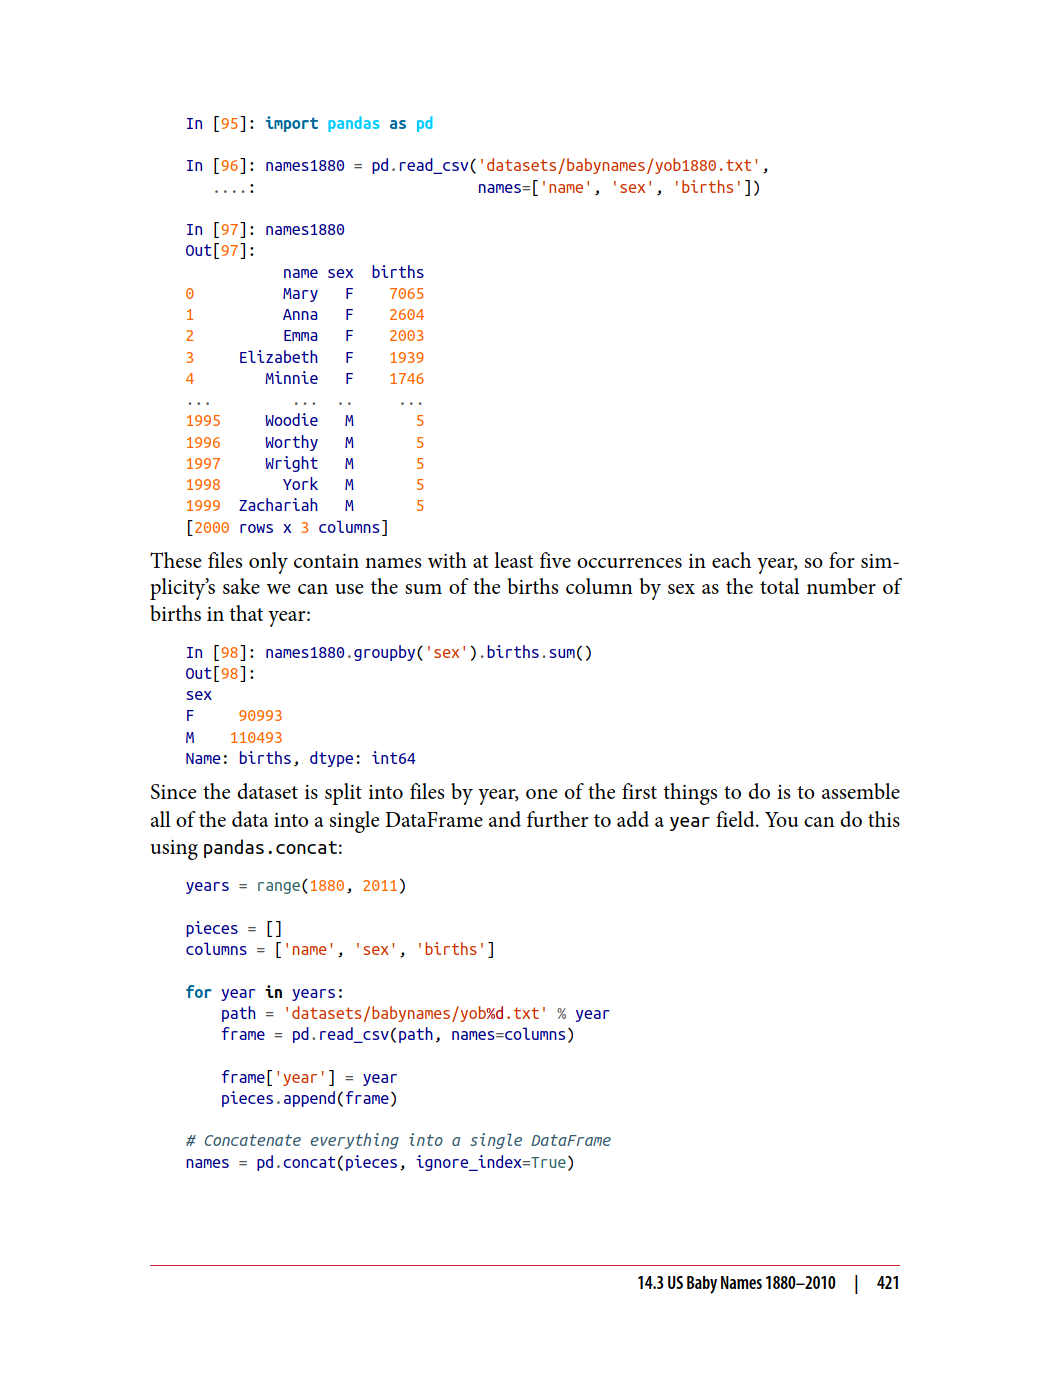 In [95]: import pandas as pd
In [96]: names1880 = pd.read_csv('datasets/babynames/yob1880.txt',
   ....:                         names=['name', 'sex', 'births'])
In [97]: names1880
Out[97]:
           name sex  births
0          Mary   F    7065
1          Anna   F    2604
2          Emma   F    2003
3     Elizabeth   F    1939
4        Minnie   F    1746
...         ...  ..     ...
1995     Woodie   M       5
1996     Worthy   M       5
1997     Wright   M       5
1998       York   M       5
1999  Zachariah   M       5
[2000 rows x 3 columns]
These files only contain names with at least five occurrences in each year, so for sim-
plicity’s sake we can use the sum of the births column by sex as the total number of
births in that year:
In [98]: names1880.groupby('sex').births.sum()
Out[98]:
sex
F     90993
M    110493
Name: births, dtype: int64
Since the dataset is split into files by year, one of the first things to do is to assemble
all of the data into a single DataFrame and further to add a year field. You can do this
using pandas.concat:
years = range(1880, 2011)
pieces = []
columns = ['name', 'sex', 'births']
for year in years:
    path = 'datasets/babynames/yob%d.txt' % year
    frame = pd.read_csv(path, names=columns)
    frame['year'] = year
    pieces.append(frame)
# Concatenate everything into a single DataFrame
names = pd.concat(pieces, ignore_index=True)
14.3 US Baby Names 1880–2010 | 421